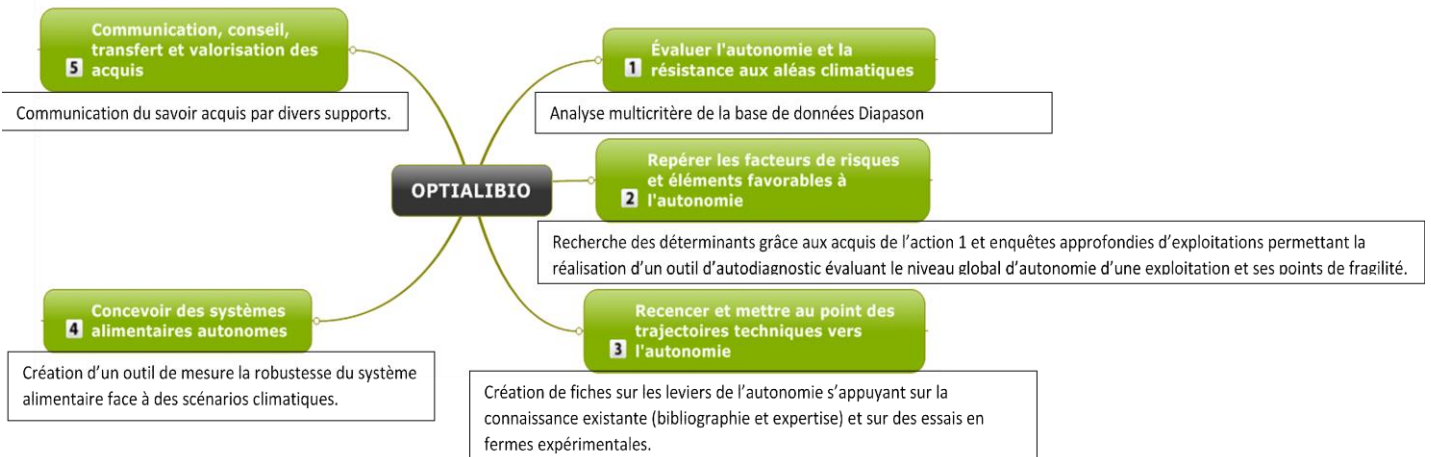 OPTIALIBIO
1 Évaluer l'autonomie et la
résistance aux aléas climatiques
Analyse multicritère de la base de données Diapason
Repérer les facteurs de risques
et éléments favorables à
2 l'autonomie
Recherche des déterminants grâce aux acquis de l'action 1 et enquêtes approfondies d'exploitations permettant la
réalisation d'un outil d'autodiagnostic évaluant le niveau global d'autonomie d'une exploitation et ses points de fragilité.
Recencer et mettre au point des
trajectoires techniques vers
3 l'autonomie
Création de fiches sur les leviers de l'autonomie s'appuyant sur la
connaissance existante (bibliographie et expertise) et sur des essais en
fermes expérimentales.
Concevoir des systèmes
4 alimentaires autonomes
Création d'un outil de mesure la robustesse du système
alimentaire face à des scénarios climatiques.
Communication, conseil,
transfert et valorisation des
5 acquis
Communication du savoir acquis par divers supports.